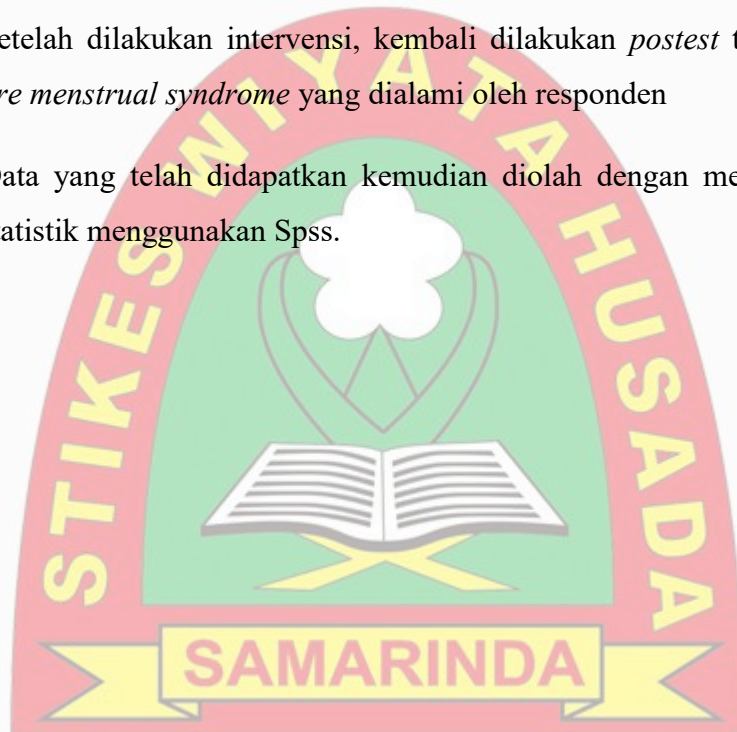 etelah dilakukan intervensi, kembali dilakukan postest t
re menstrual syndrome yang dialami oleh responden
ata yang telah didapatkan kemudian diolah dengan me
tatistik menggunakan Spss.
STIKES WIYATA HUSADA
SAMARINDA